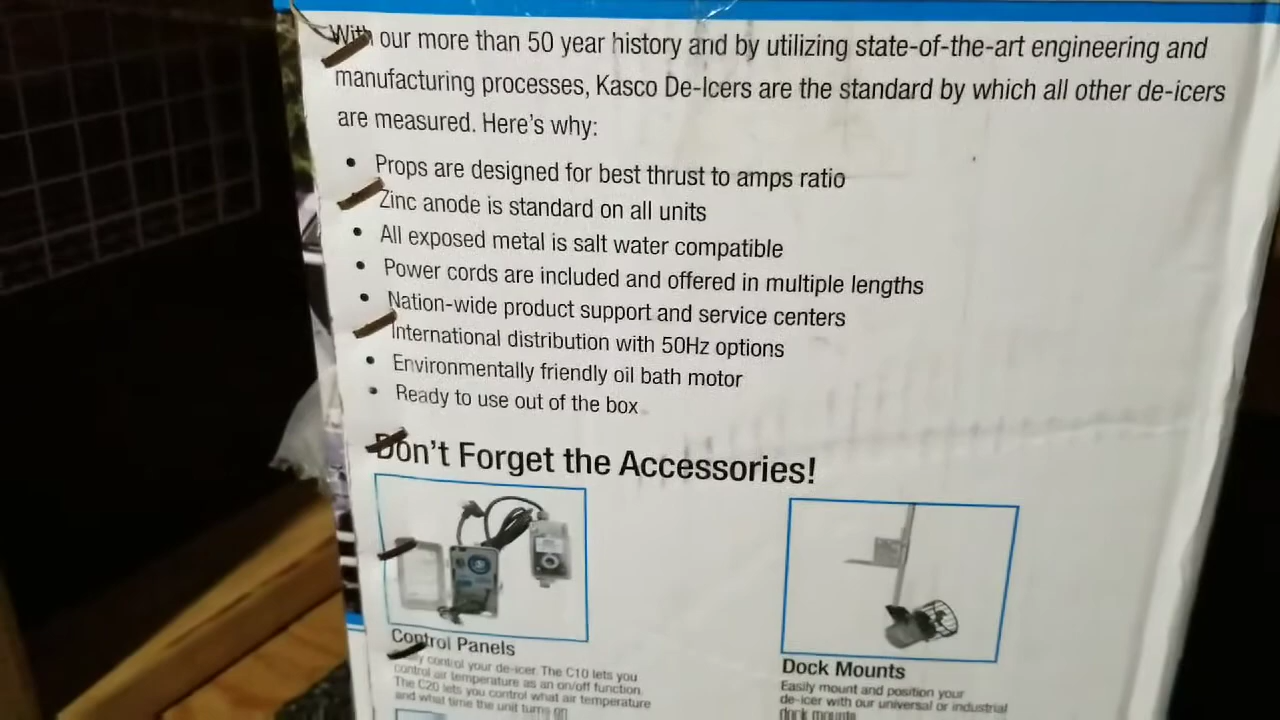 With our more than 50 year history and by utilizing state-of-the-art engineering and
manufacturing processes, Kasco De-Icers are the standard by which all other de-icers
are measured. Here's why:
• Props are designed for best thrust to amps ratio
Zinc anode is standard on all units
• All exposed metal is salt water compatible
• Power cords are included and offered in multiple lengths
• Nation-wide product support and service centers
International distribution with 50Hz options
• Environmentally friendly oil bath motor
• Ready to use out of the box
Don't Forget the Accessories!
Control Panels
control your de-icer. The C10 lets you
control air temperature as an on/off function.
The C20 lets you control what air temperature
and what time the unit turns on
Dock Mounts
Easily mount and position your
de-icer with our universal or industrial
dock mounts